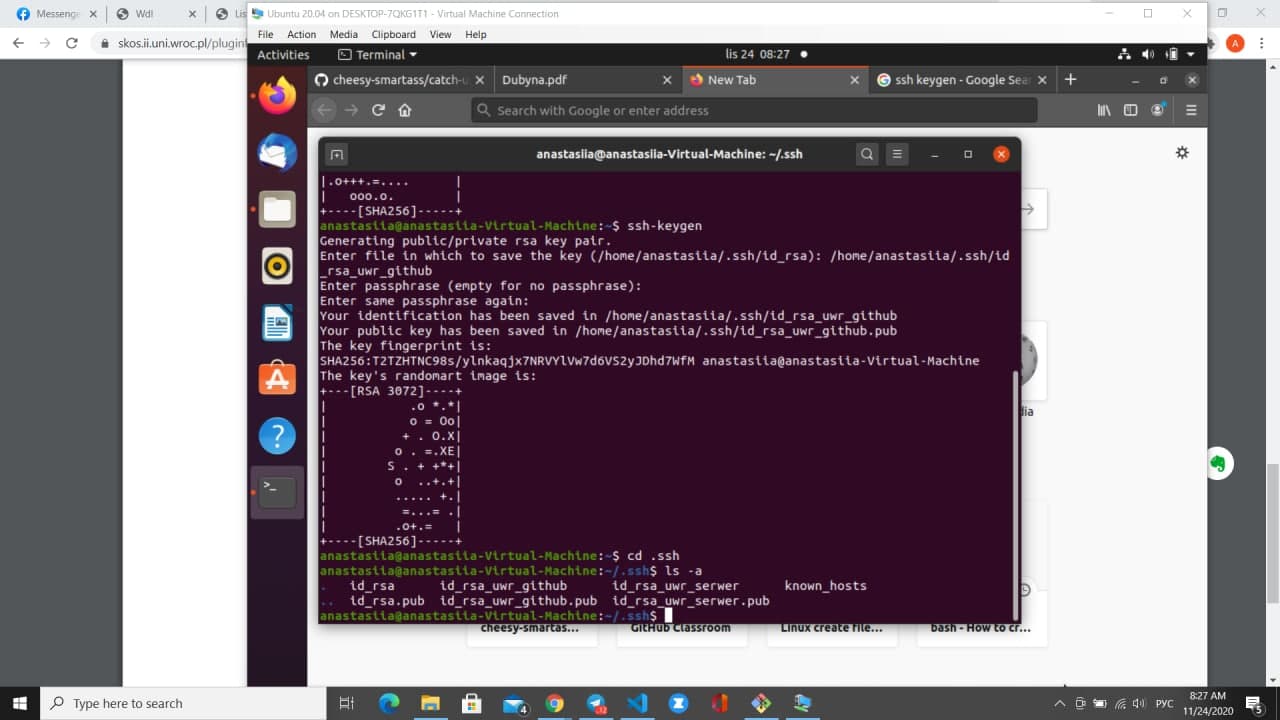 Messenge
Wdl
Lis
skos.ii.uni.wroc.pl/plugin
A
Ubuntu 20.04 on DESKTOP-7QKG1T1 - Virtual Machine Connection
File Action Media Clipboard View Help
Activities Terminal lis 24 08:27
cheesy-smartass/catch-u Dubyna.pdf New Tab ssh keygen - Google Sear
Search with Google or enter address
anastasiia@anastasiia-Virtual-Machine: ~/.ssh
|.o+++.=.... |
| ooo.o. |
+----[SHA256]-----+
anastasiia@anastasiia-Virtual-Machine:~$ ssh-keygen
Generating public/private rsa key pair.
Enter file in which to save the key (/home/anastasiia/.ssh/id_rsa): /home/anastasiia/.ssh/id
_rsa_uwr_github
Enter passphrase (empty for no passphrase):
Enter same passphrase again:
Your identification has been saved in /home/anastasiia/.ssh/id_rsa_uwr_github
Your public key has been saved in /home/anastasiia/.ssh/id_rsa_uwr_github.pub
The key fingerprint is:
SHA256:T2TZHTNC98s/ylnkaqjx7NRVYlVw7d6VS2yJDhd7WfM anastasiia@anastasiia-Virtual-Machine
The key's randomart image is:
+---[RSA 3072]----+
| .o *.*|
| o = Oo|
| + . O.X|
| o . =.XE|
| S . + +*+|
| o ..+.+|
| ..... +.|
| =...= .|
| .o+.= |
+----[SHA256]-----+
anastasiia@anastasiia-Virtual-Machine:~$ cd .ssh
anastasiia@anastasiia-Virtual-Machine:~/.ssh$ ls -a
. id_rsa id_rsa_uwr_github id_rsa_uwr_serwer known_hosts
.. id_rsa.pub id_rsa_uwr_github.pub id_rsa_uwr_serwer.pub
anastasiia@anastasiia-Virtual-Machine:~/.ssh$
dia
cheesy-smartas... GitHub Classroom Linux create file... bash - How to cr...
Type here to search
4
12
РУС
8:27 AM
11/24/2020
5